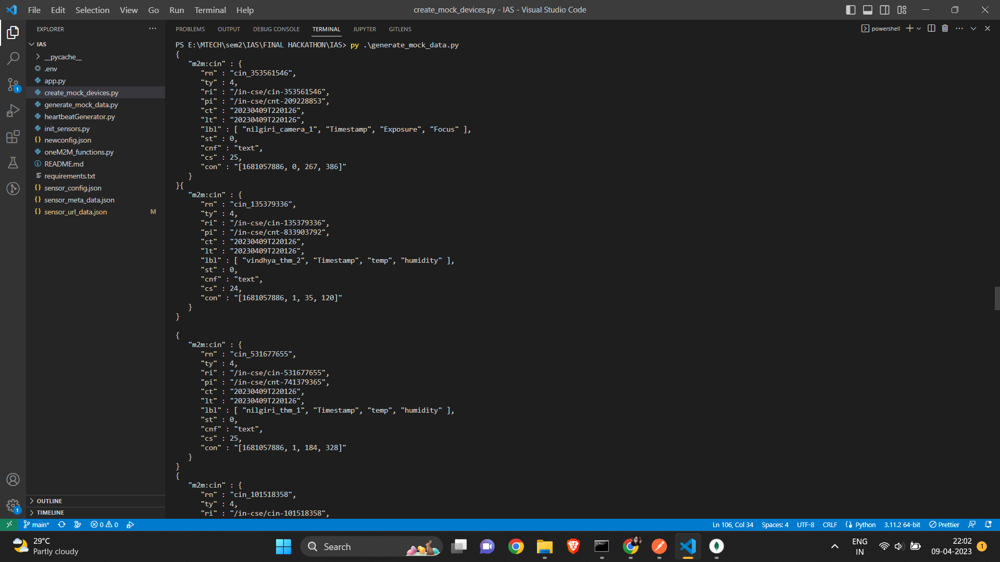 File Edit Selection View Go Run Terminal Help
create_mock_devices.py - IAS - Visual Studio Code
EXPLORER
IAS
__pycache__
.env
app.py
create_mock_devices.py
generate_mock_data.py
heartbeatGenerator.py
init_sensors.py
newconfig.json
oneM2M_functions.py
README.md
requirements.txt
sensor_config.json
sensor_meta_data.json
sensor_url_data.json M
OUTLINE
TIMELINE
1
1
PROBLEMS OUTPUT DEBUG CONSOLE TERMINAL JUPYTER GITLENS
powershell
PS E:\MTECH\sem2\IAS\FINAL HACKATHON\IAS> py .\generate_mock_data.py
{
"m2m:cin" : {
"rn" : "cin_353561546",
"ty" : 4,
"ri" : "/in-cse/cin-353561546",
"pi" : "/in-cse/cnt-209228853",
"ct" : "20230409T220126",
"lt" : "20230409T220126",
"lbl" : [ "nilgiri_camera_1", "Timestamp", "Exposure", "Focus" ],
"st" : 0,
"cnf" : "text",
"cs" : 25,
"con" : "[1681057886, 0, 267, 386]"
}
}{
"m2m:cin" : {
"rn" : "cin_135379336",
"ty" : 4,
"ri" : "/in-cse/cin-135379336",
"pi" : "/in-cse/cnt-833903792",
"ct" : "20230409T220126",
"lt" : "20230409T220126",
"lbl" : [ "vindhya_thm_2", "Timestamp", "temp", "humidity" ],
"st" : 0,
"cnf" : "text",
"cs" : 24,
"con" : "[1681057886, 1, 35, 120]"
}
}
{
"m2m:cin" : {
"rn" : "cin_531677655",
"ty" : 4,
"ri" : "/in-cse/cin-531677655",
"pi" : "/in-cse/cnt-741379365",
"ct" : "20230409T220126",
"lt" : "20230409T220126",
"lbl" : [ "nilgiri_thm_1", "Timestamp", "temp", "humidity" ],
"st" : 0,
"cnf" : "text",
"cs" : 25,
"con" : "[1681057886, 1, 184, 328]"
}
}
{
"m2m:cin" : {
"rn" : "cin_101518358",
"ty" : 4,
"ri" : "/in-cse/cin-101518358",
main* 0 0
Ln 106, Col 34 Spaces: 4 UTF-8 CRLF Python 3.11.2 64-bit Prettier
29°C
Partly cloudy
Search
ENG
IN
22:02
09-04-2023
1